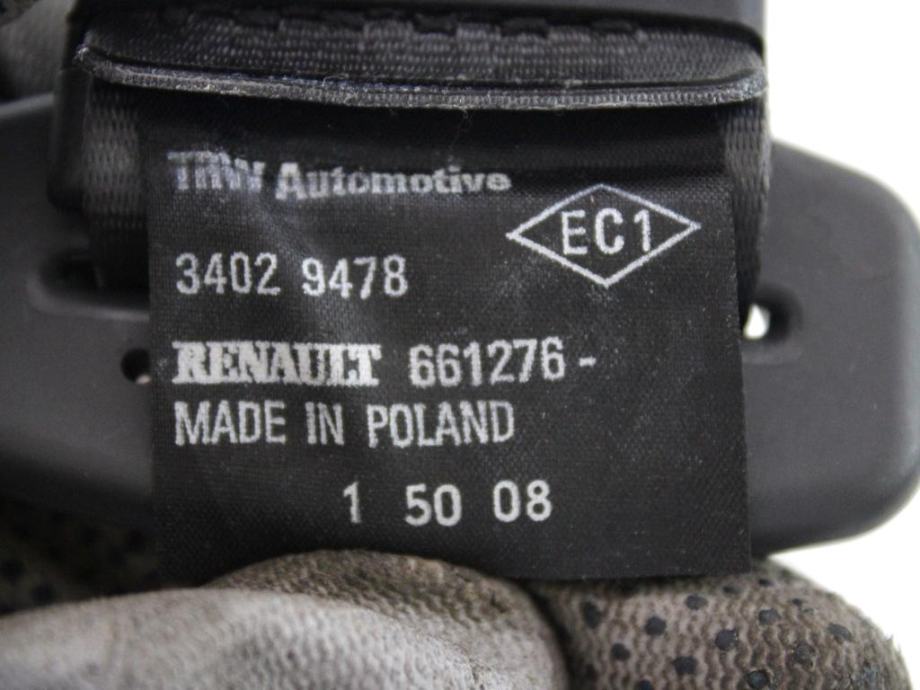 TRW Automotive
EC1
3402 9478
RENAULT 661276-
MADE IN POLAND
1 50 08